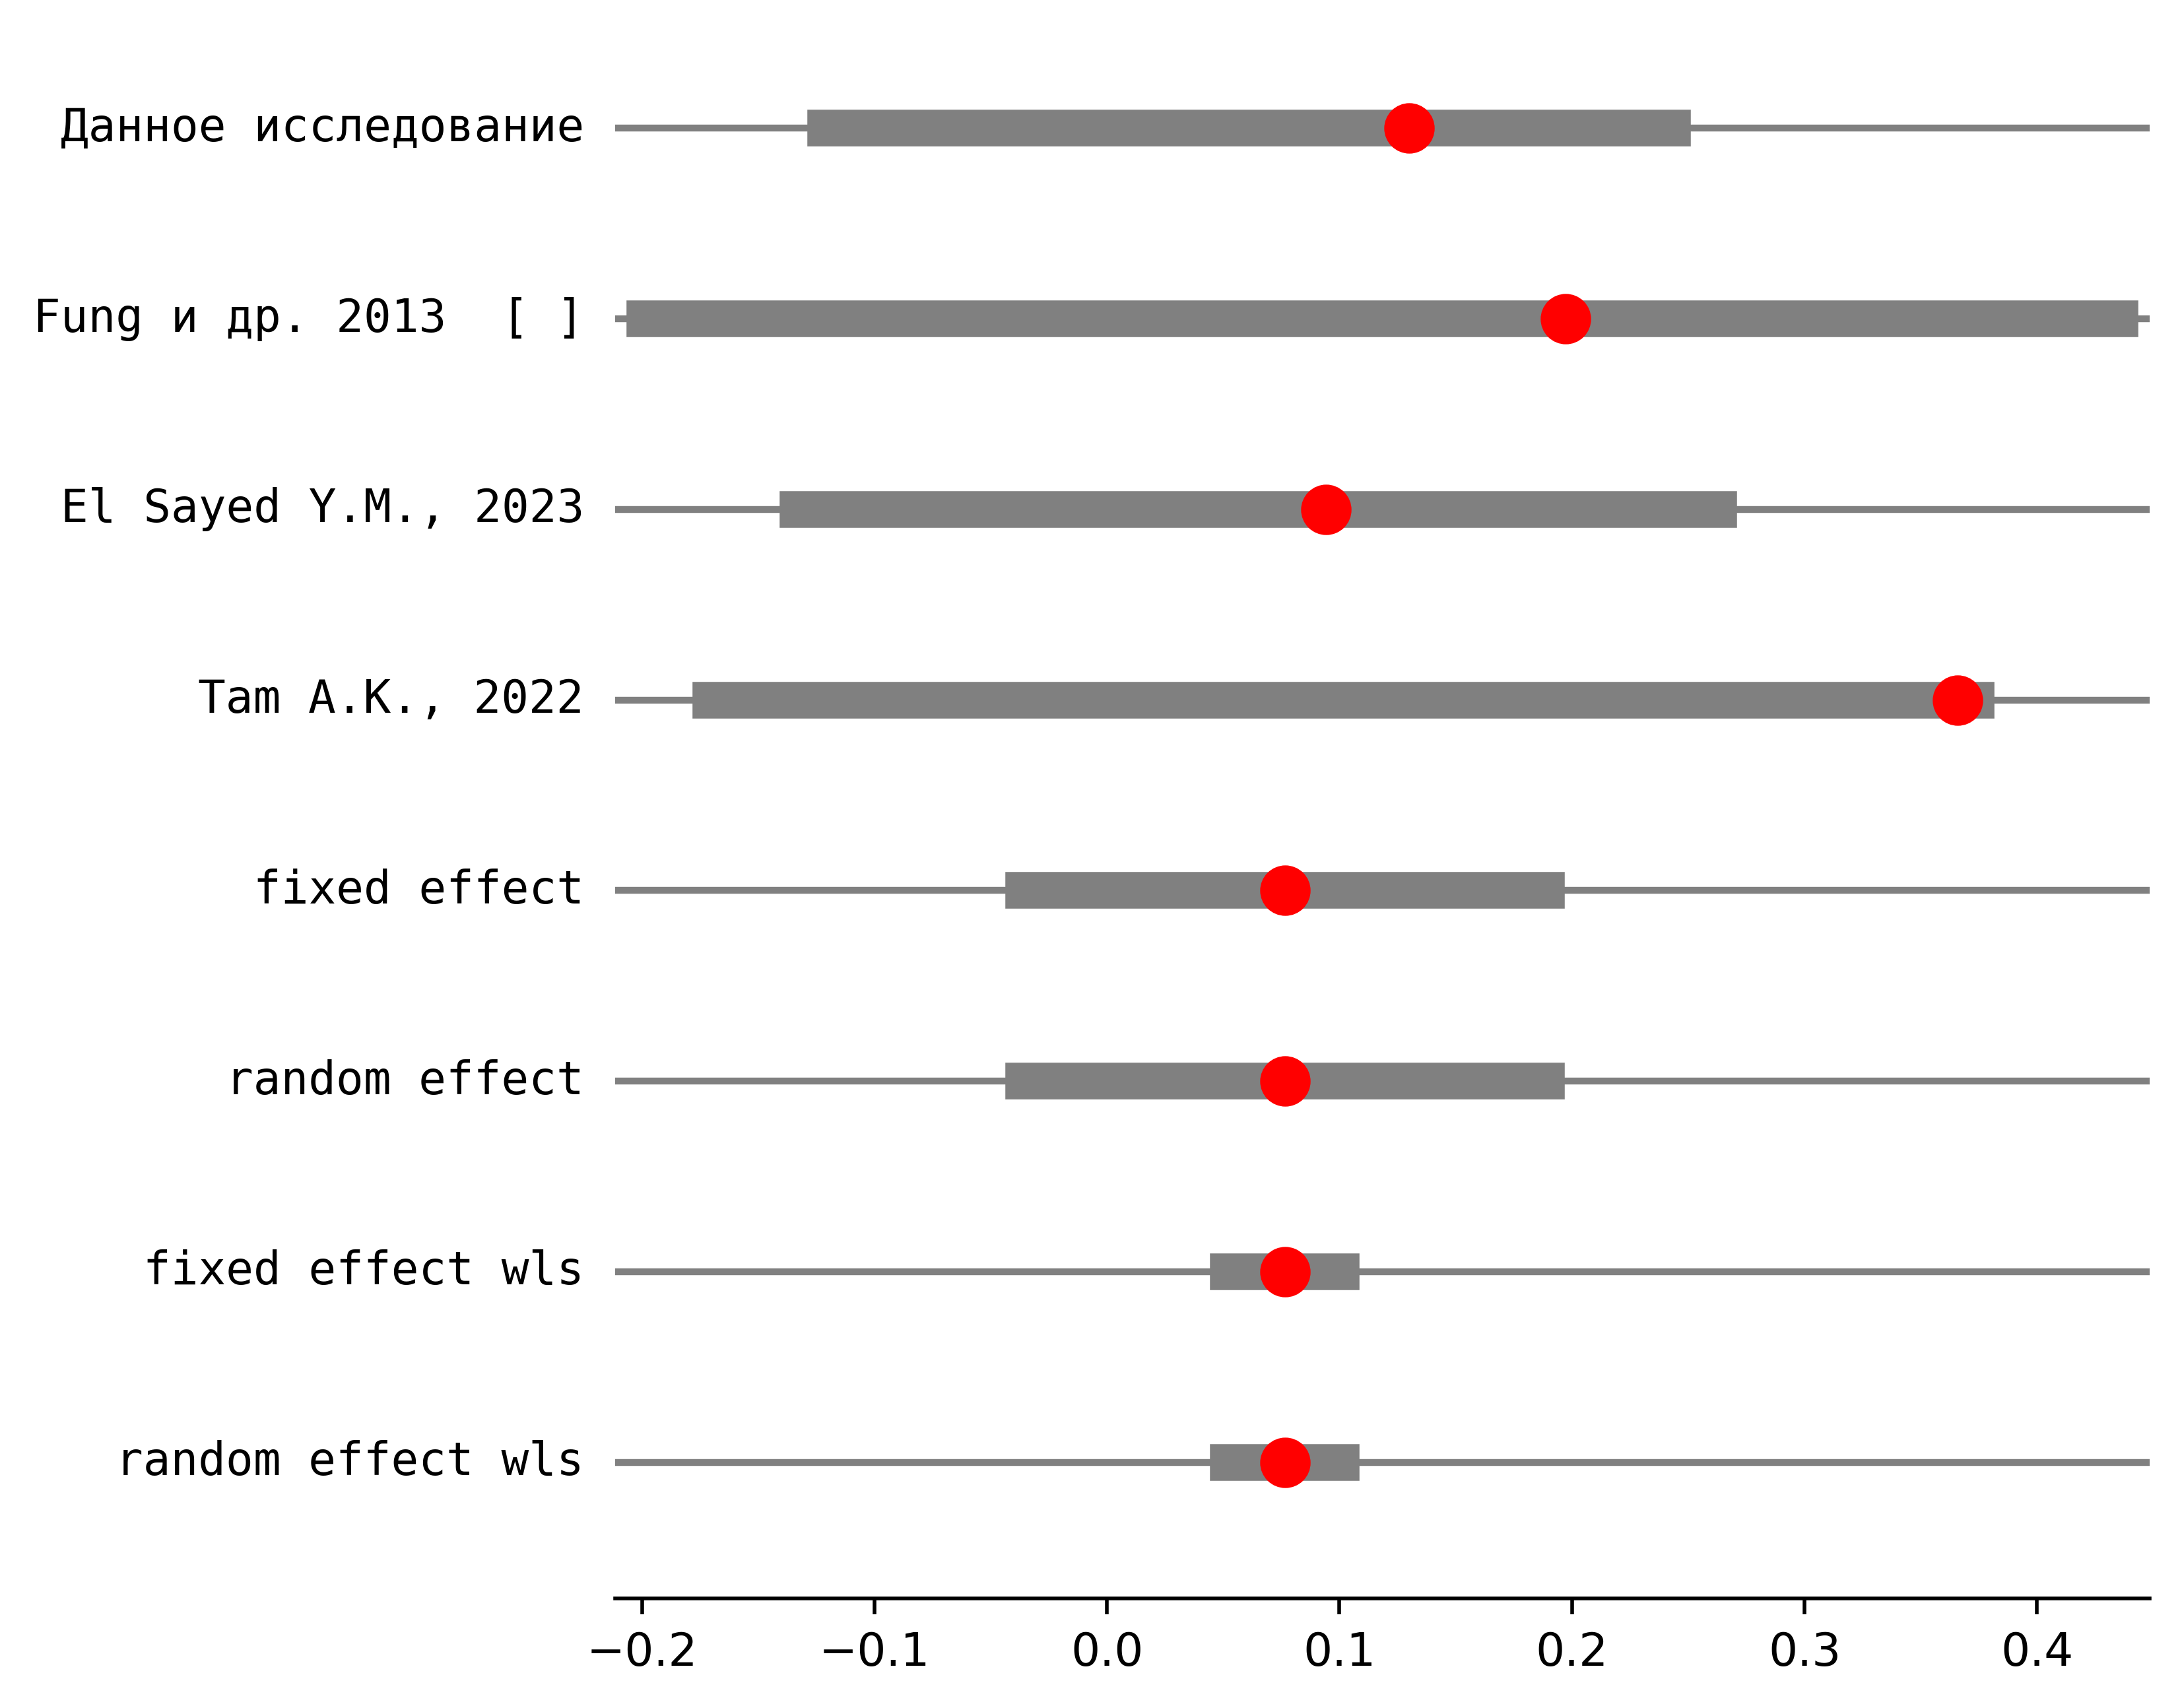 Данное исследование
Fung и др. 2013  [ ]
El Sayed Y.M., 2023
Tam A.K., 2022
fixed effect
random effect
fixed effect wls
random effect wls
−0.2 −0.1 0.0 0.1 0.2 0.3 0.4